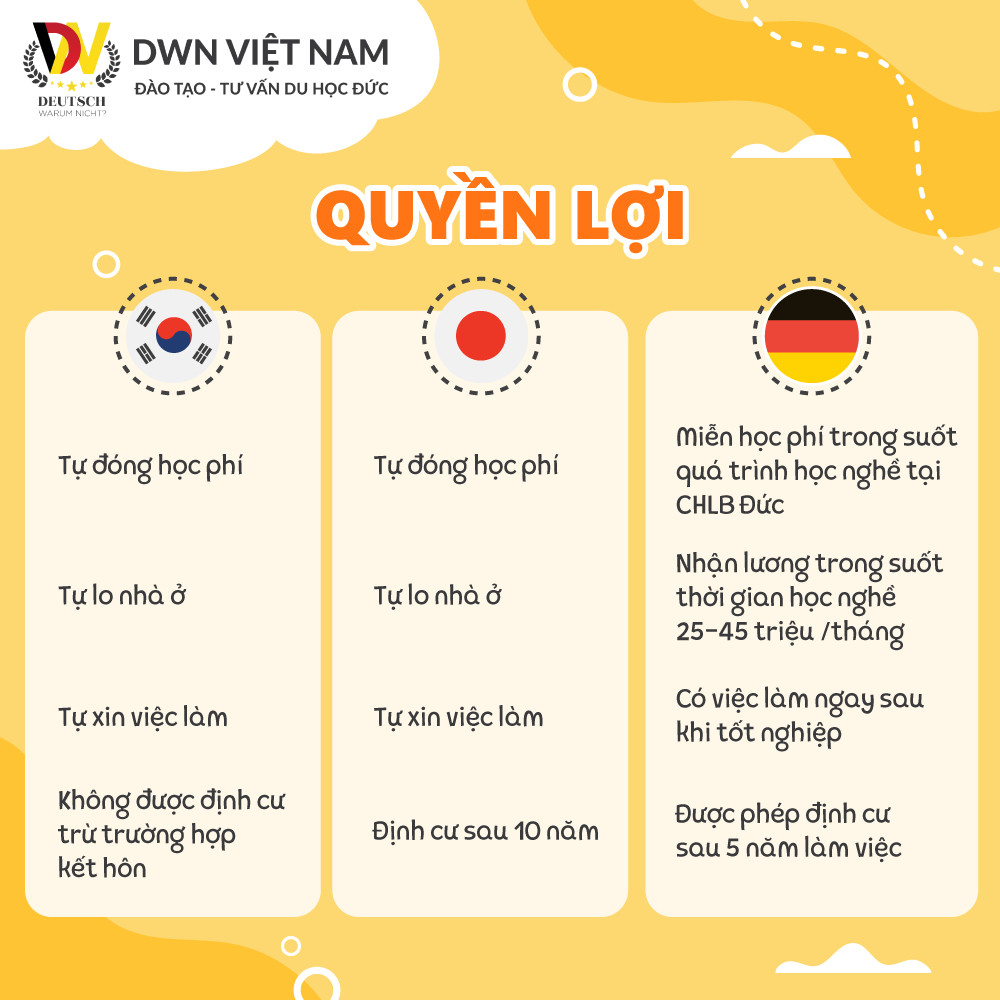 DWN VIỆT NAM
ĐÀO TẠO - TƯ VẤN DU HỌC ĐỨC
DEUTSCH
WARUM NICHT?
QUYỀN LỢI
Tự đóng học phí
Tự lo nhà ở
Tự xin việc làm
Không được định cư
trừ trường hợp
kết hôn
Tự đóng học phí
Tự lo nhà ở
Tự xin việc làm
Định cư sau 10 năm
Miễn học phí trong suốt
quá trình học nghề tại
CHLB Đức
Nhận lương trong suốt
thời gian học nghề
25-45 triệu /tháng
Có việc làm ngay sau
khi tốt nghiệp
Được phép định cư
sau 5 năm làm việc